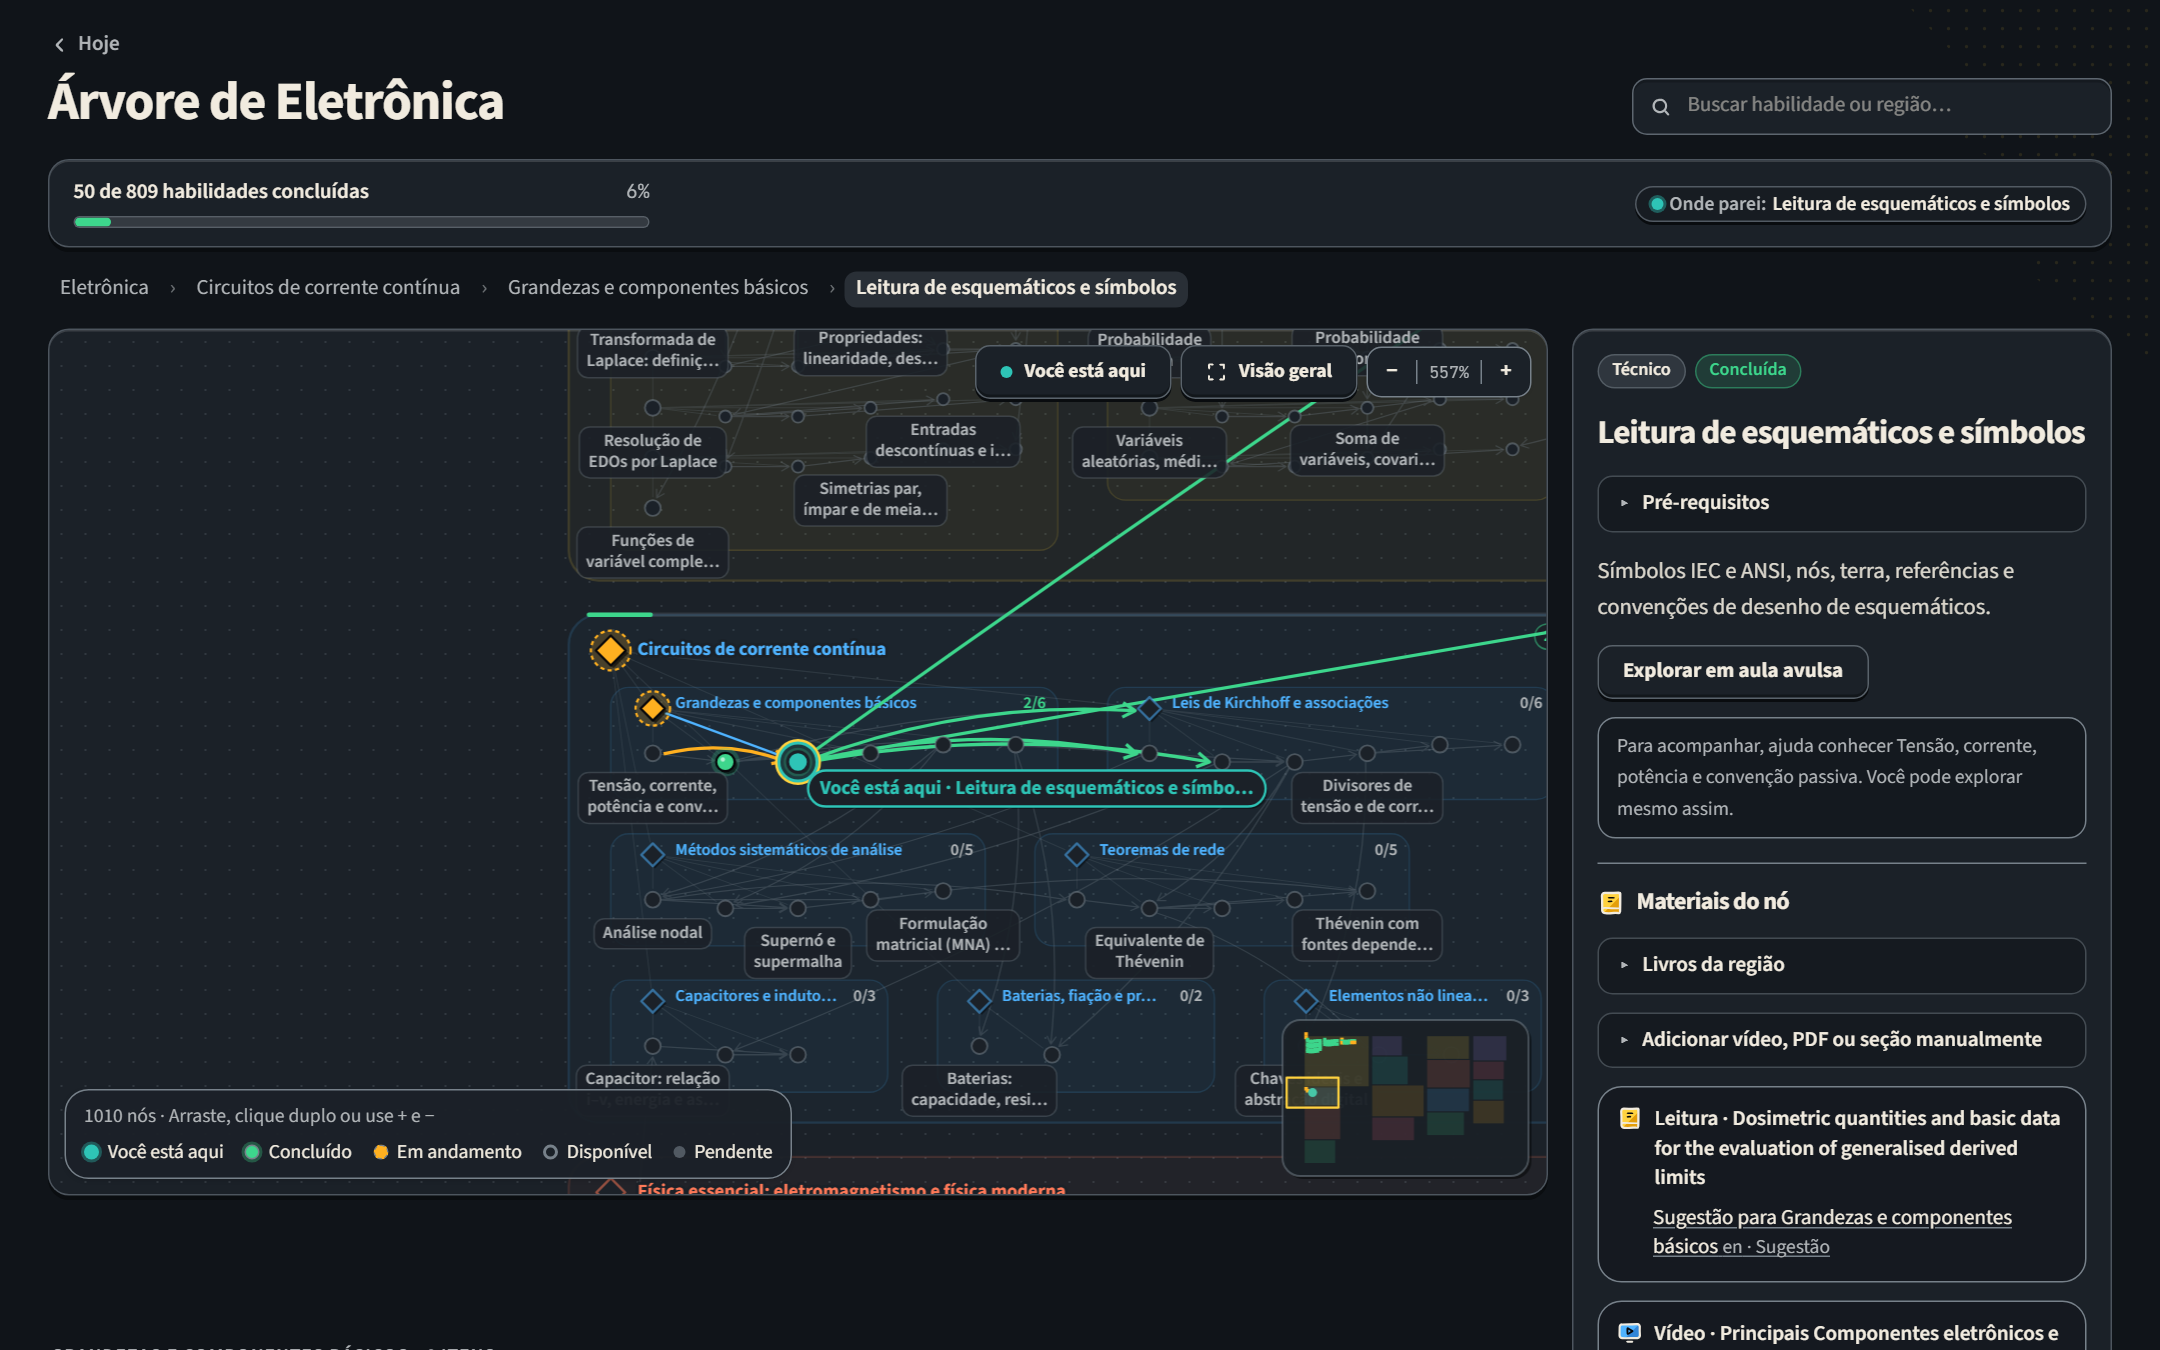 Hoje
Árvore de Eletrônica
Buscar habilidade ou região…
50 de 809 habilidades concluídas
6%
Onde parei: Leitura de esquemáticos e símbolos
Eletrônica › Circuitos de corrente contínua › Grandezas e componentes básicos › Leitura de esquemáticos e símbolos
Transformada de
Laplace: definiç…
Propriedades:
linearidade, des…
Probabilidade
Probabilidade
Você está aqui
Visão geral
− 557% +
Resolução de
EDOs por Laplace
Entradas
descontínuas e i…
Variáveis
aleatórias, médi…
Soma de
variáveis, covari…
Simetrias par,
ímpar e de meia…
Funções de
variável comple…
Circuitos de corrente contínua
Grandezas e componentes básicos
2/6
Leis de Kirchhoff e associações
0/6
Tensão, corrente,
potência e conv…
Você está aqui · Leitura de esquemáticos e símbo…
Divisores de
tensão e de corr…
Métodos sistemáticos de análise
0/5
Teoremas de rede
0/5
Análise nodal
Supernó e
supermalha
Formulação
matricial (MNA) …
Equivalente de
Thévenin
Thévenin com
fontes depende…
Capacitores e induto…
0/3
Baterias, fiação e pr…
0/2
Elementos não linea…
0/3
Capacitor: relação
Baterias:
capacidade, resi…
1010 nós · Arraste, clique duplo ou use + e −
Você está aqui
Concluído
Em andamento
Disponível
Pendente
Física essencial: eletromagnetismo e física moderna
Técnico
Concluída
Leitura de esquemáticos e símbolos
Pré-requisitos
Símbolos IEC e ANSI, nós, terra, referências e
convenções de desenho de esquemáticos.
Explorar em aula avulsa
Para acompanhar, ajuda conhecer Tensão, corrente,
potência e convenção passiva. Você pode explorar
mesmo assim.
Materiais do nó
Livros da região
Adicionar vídeo, PDF ou seção manualmente
Leitura · Dosimetric quantities and basic data
for the evaluation of generalised derived
limits
Sugestão para Grandezas e componentes
básicos en · Sugestão
Vídeo · Principais Componentes eletrônicos e